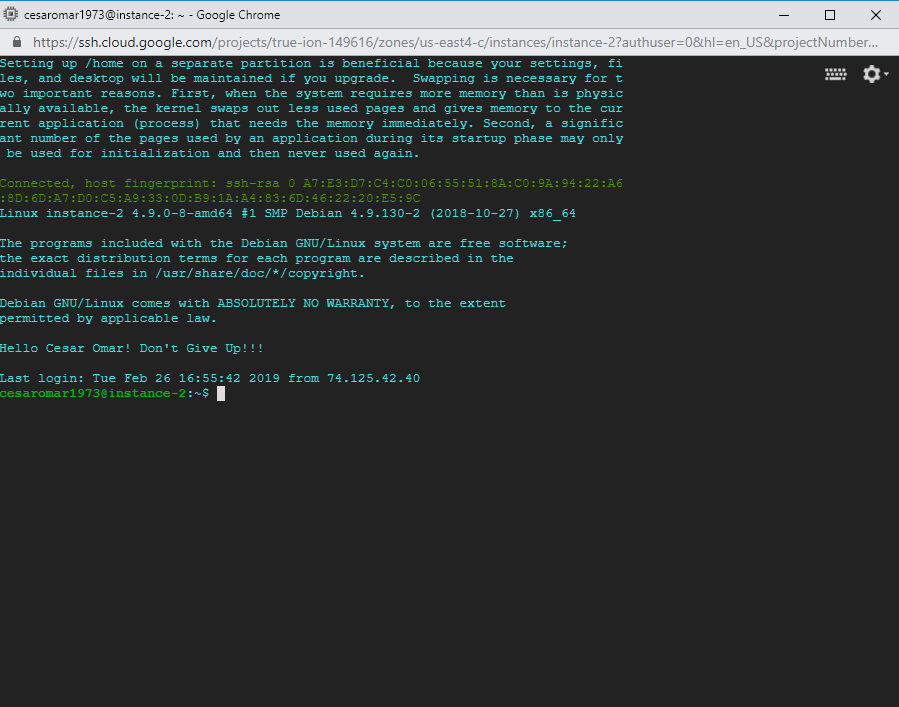 cesaromar1973@instance-2: ~ - Google Chrome
https://ssh.cloud.google.com/projects/true-ion-149616/zones/us-east4-c/instances/instance-2?authuser=0&hl=en_US&projectNumber...
Setting up /home on a separate partition is beneficial because your settings, fi
les, and desktop will be maintained if you upgrade.  Swapping is necessary for t
wo important reasons. First, when the system requires more memory than is physic
ally available, the kernel swaps out less used pages and gives memory to the cur
rent application (process) that needs the memory immediately. Second, a signific
ant number of the pages used by an application during its startup phase may only
 be used for initialization and then never used again.
Connected, host fingerprint: ssh-rsa 0 A7:E3:D7:C4:C0:06:55:51:8A:C0:9A:94:22:A6
:8D:6D:A7:D0:C5:A9:33:0D:B9:1A:A4:83:6D:46:22:20:E5:9C
Linux instance-2 4.9.0-8-amd64 #1 SMP Debian 4.9.130-2 (2018-10-27) x86_64
The programs included with the Debian GNU/Linux system are free software;
the exact distribution terms for each program are described in the
individual files in /usr/share/doc/*/copyright.
Debian GNU/Linux comes with ABSOLUTELY NO WARRANTY, to the extent
permitted by applicable law.
Hello Cesar Omar! Don't Give Up!!!
Last login: Tue Feb 26 16:55:42 2019 from 74.125.42.40
cesaromar1973@instance-2:~$